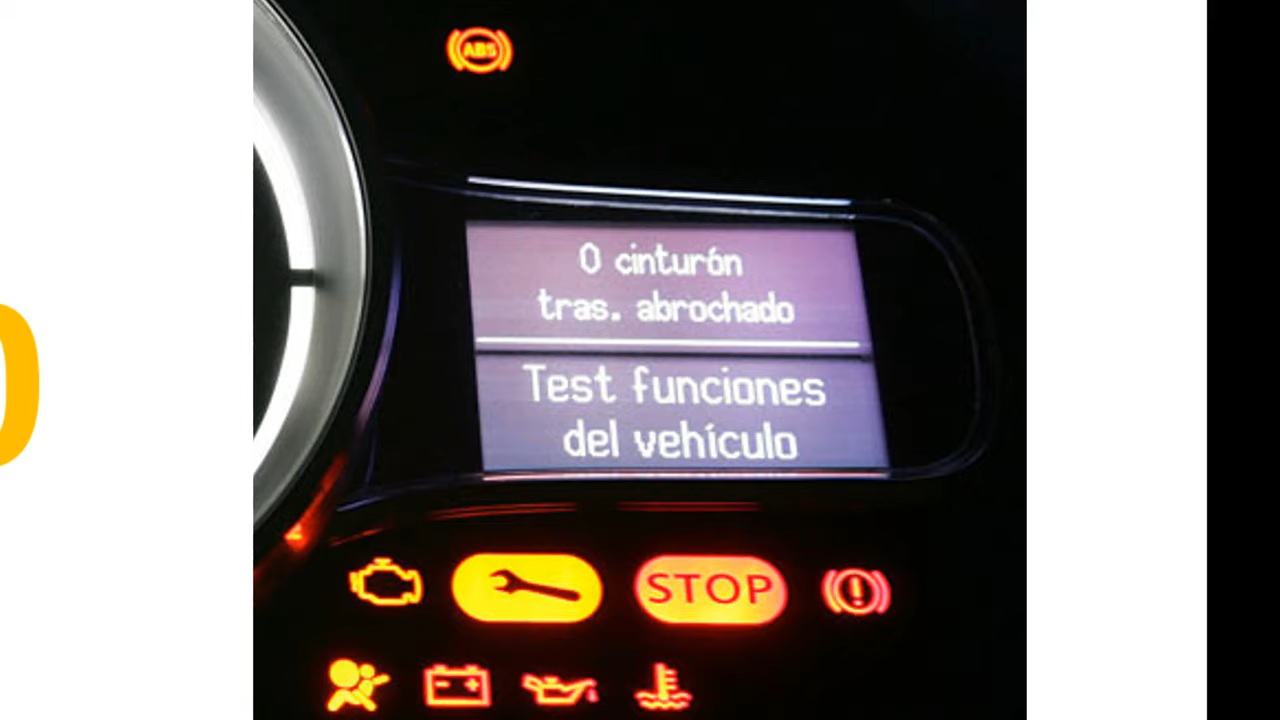 ABS
0 cinturón
tras. abrochado
Test funciones
del vehículo
STOP